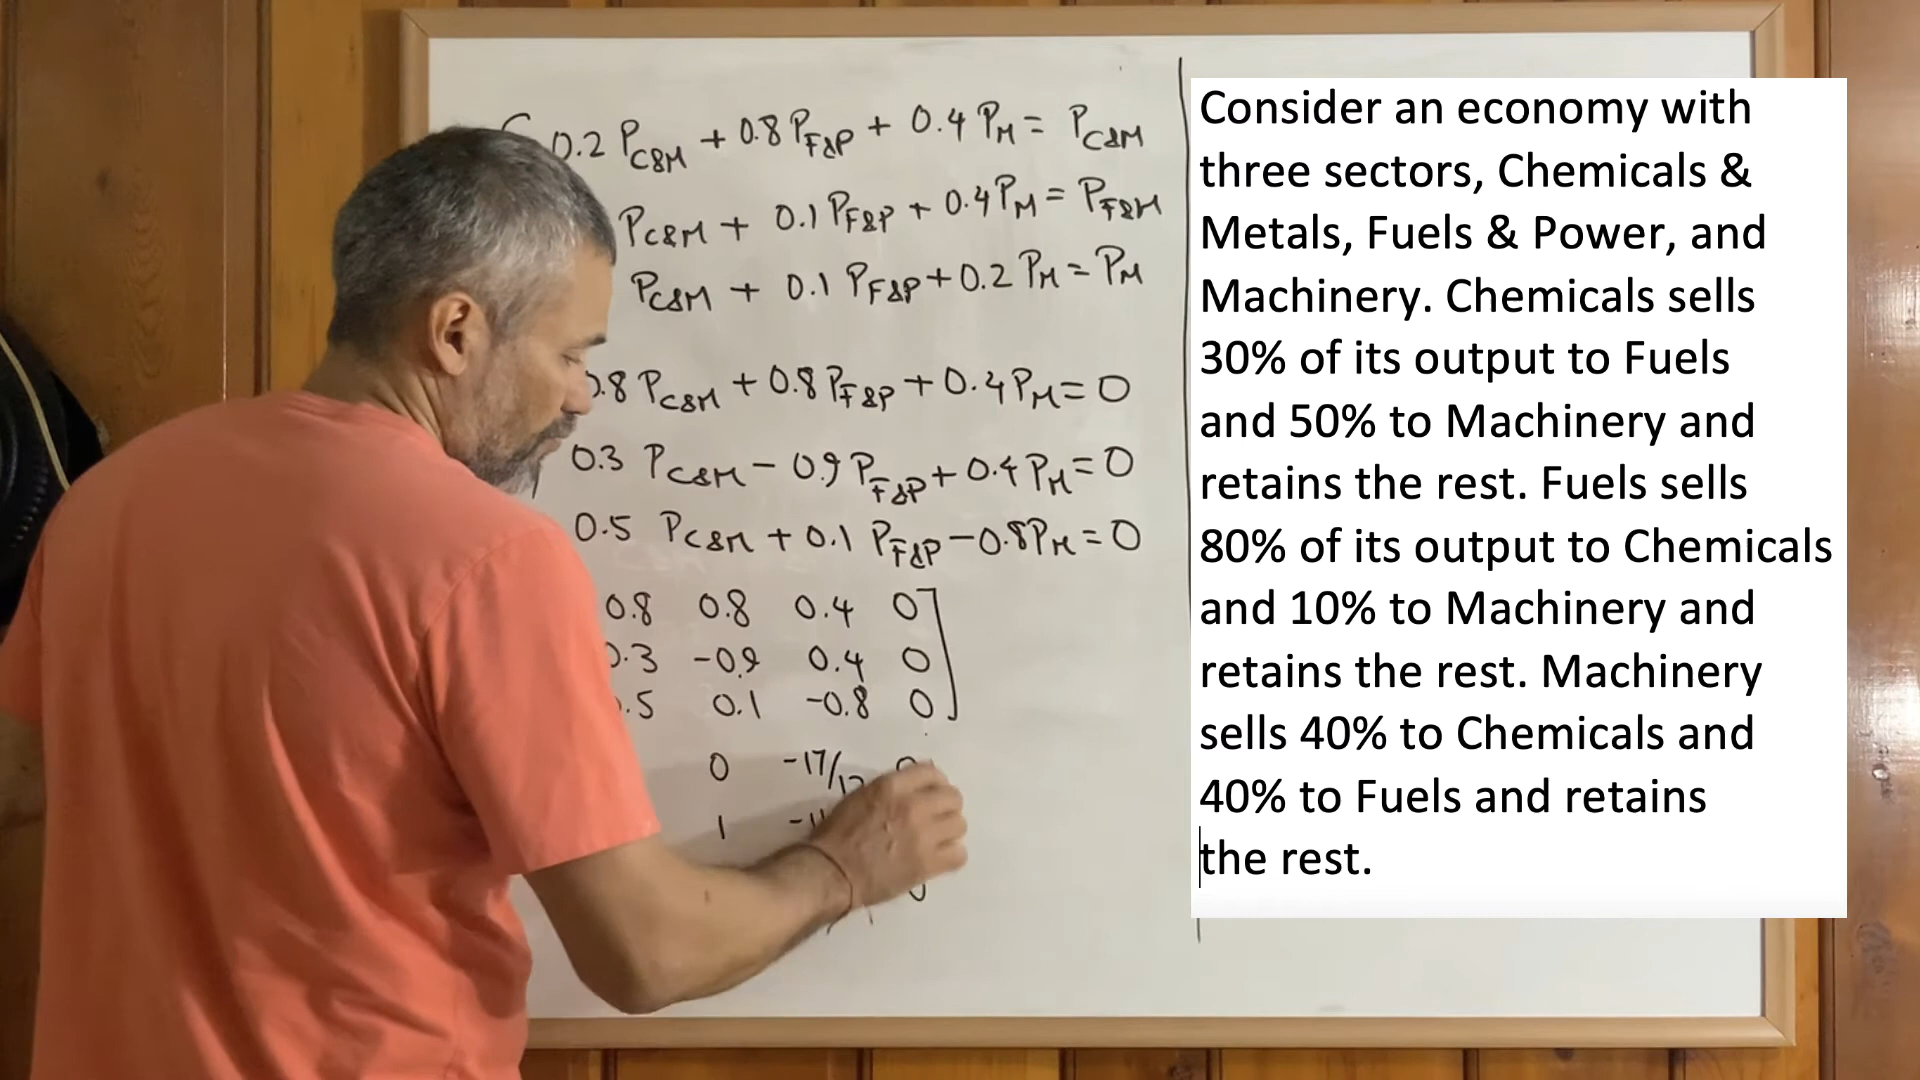 0.2 P_C&M + 0.8 P_F&P + 0.4 P_M = P_C&M
P_C&M + 0.1 P_F&P + 0.4 P_M = P_F&M
P_C&M + 0.1 P_F&P + 0.2 P_M = P_M
0.8 P_C&M + 0.8 P_F&P + 0.4 P_M = 0
0.3 P_C&M - 0.9 P_F&P + 0.4 P_M = 0
0.5 P_C&M + 0.1 P_F&P - 0.8 P_M = 0
0.8 0.8 0.4 0
0.3 -0.9 0.4 0
.5 0.1 -0.8 0
0 -17/
1
Consider an economy with
three sectors, Chemicals &
Metals, Fuels & Power, and
Machinery. Chemicals sells
30% of its output to Fuels
and 50% to Machinery and
retains the rest. Fuels sells
80% of its output to Chemicals
and 10% to Machinery and
retains the rest. Machinery
sells 40% to Chemicals and
40% to Fuels and retains
the rest.